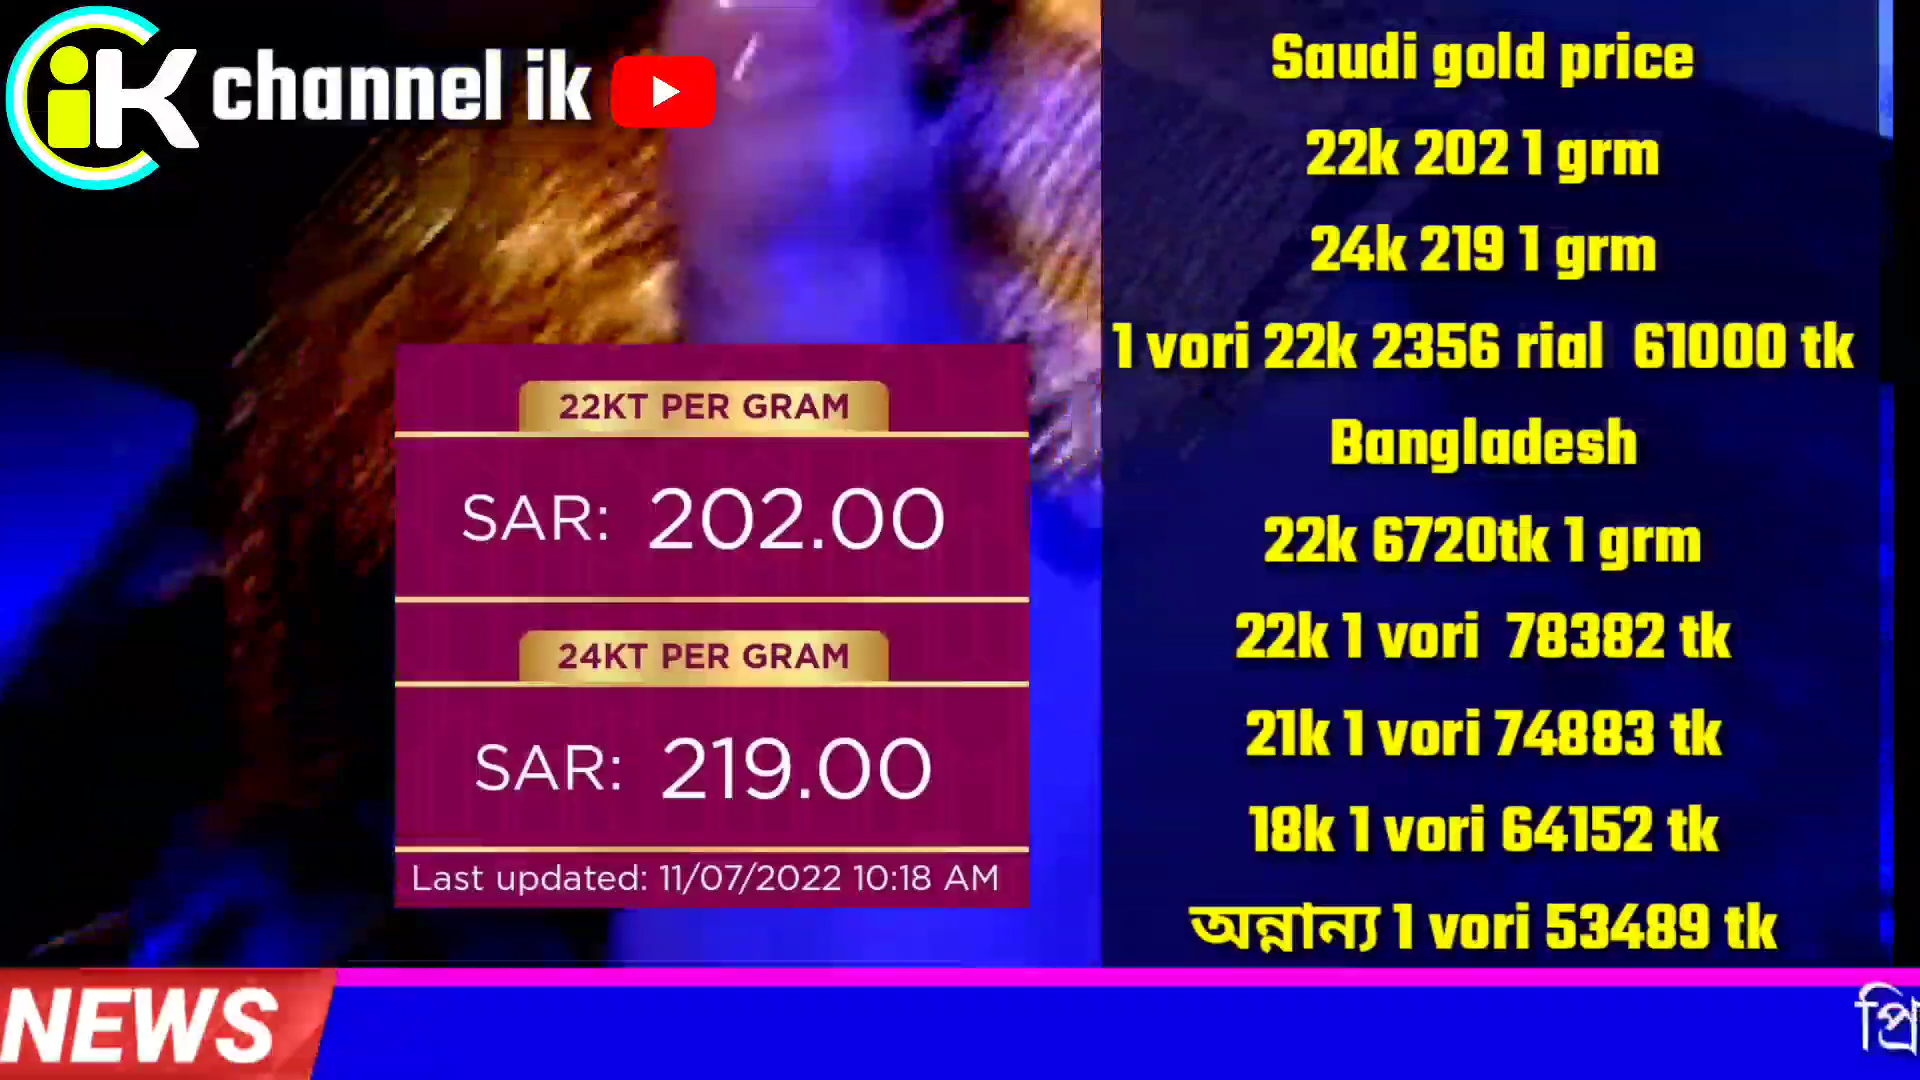 iK channel ik
22KT PER GRAM
SAR: 202.00
24KT PER GRAM
SAR: 219.00
Last updated: 11/07/2022 10:18 AM
Saudi gold price
22k 202 1 grm
24k 219 1 grm
1 vori 22k 2356 rial 61000 tk
Bangladesh
22k 6720tk 1 grm
22k 1 vori 78382 tk
21k 1 vori 74883 tk
18k 1 vori 64152 tk
অন্নান্য 1 vori 53489 tk
NEWS